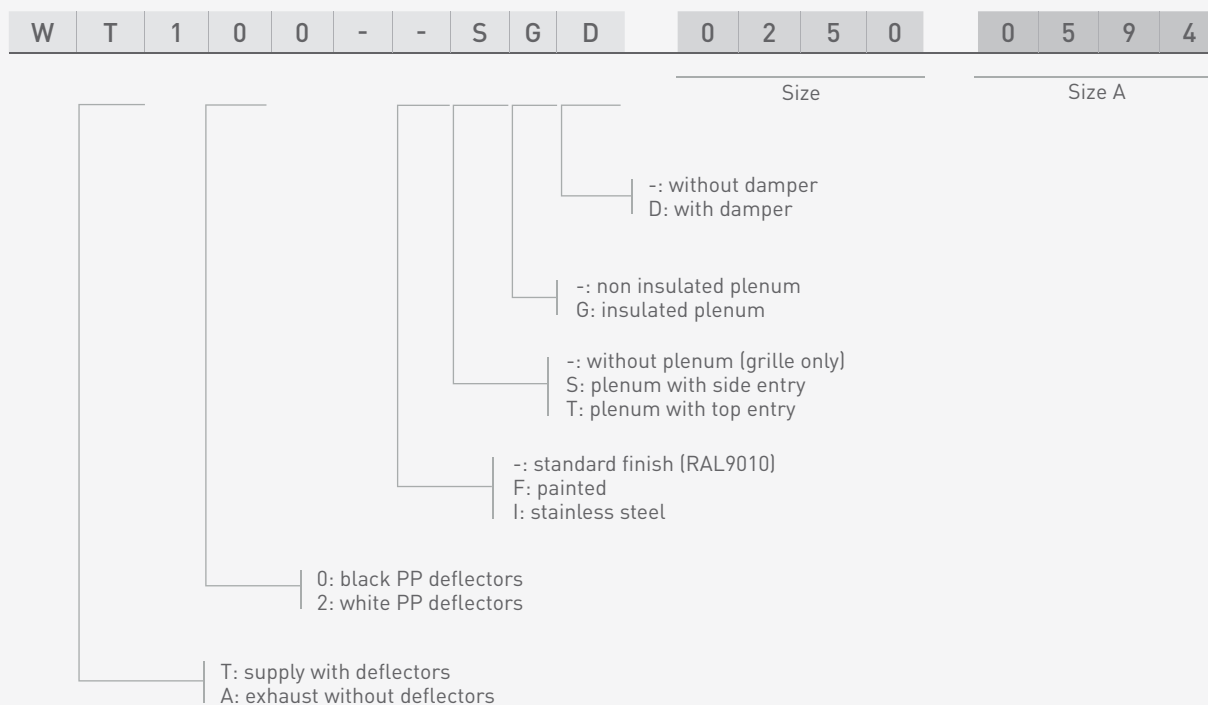 W T 1 0 0 - - S G D 0 2 5 0 0 5 9 4
Size Size A
-: without damper
D: with damper
-: non insulated plenum
G: insulated plenum
-: without plenum (grille only)
S: plenum with side entry
T: plenum with top entry
-: standard finish (RAL9010)
F: painted
I: stainless steel
0: black PP deflectors
2: white PP deflectors
T: supply with deflectors
A: exhaust without deflectors